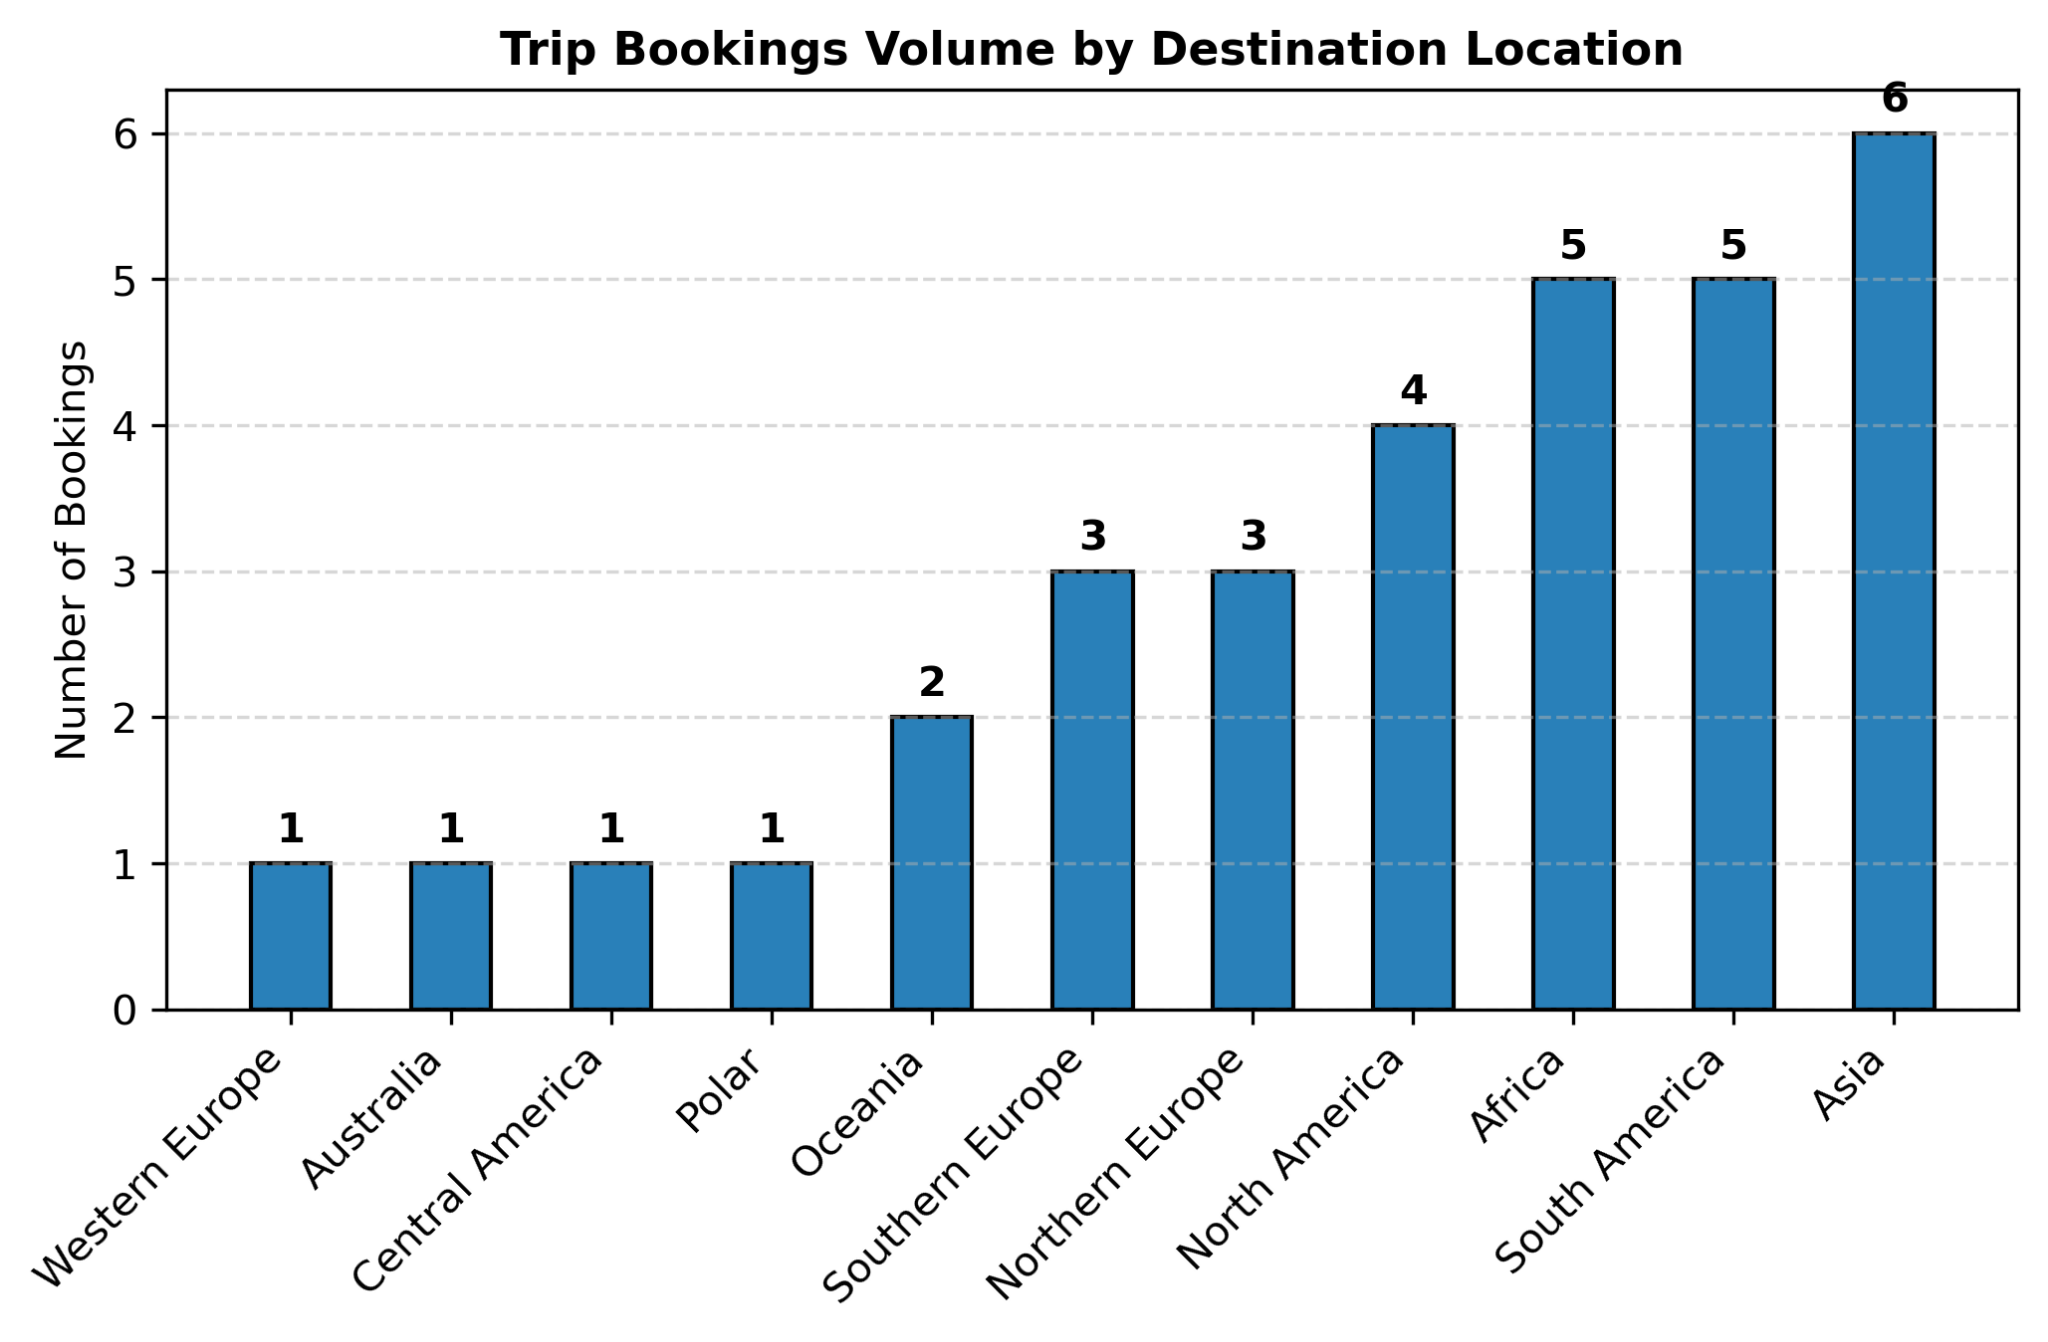 Trip Bookings Volume by Destination Location
Number of Bookings
6
5
4
3
2
1
0
1
1
1
1
2
3
3
4
5
5
6
Western Europe
Australia
Central America
Polar
Oceania
Southern Europe
Northern Europe
North America
Africa
South America
Asia